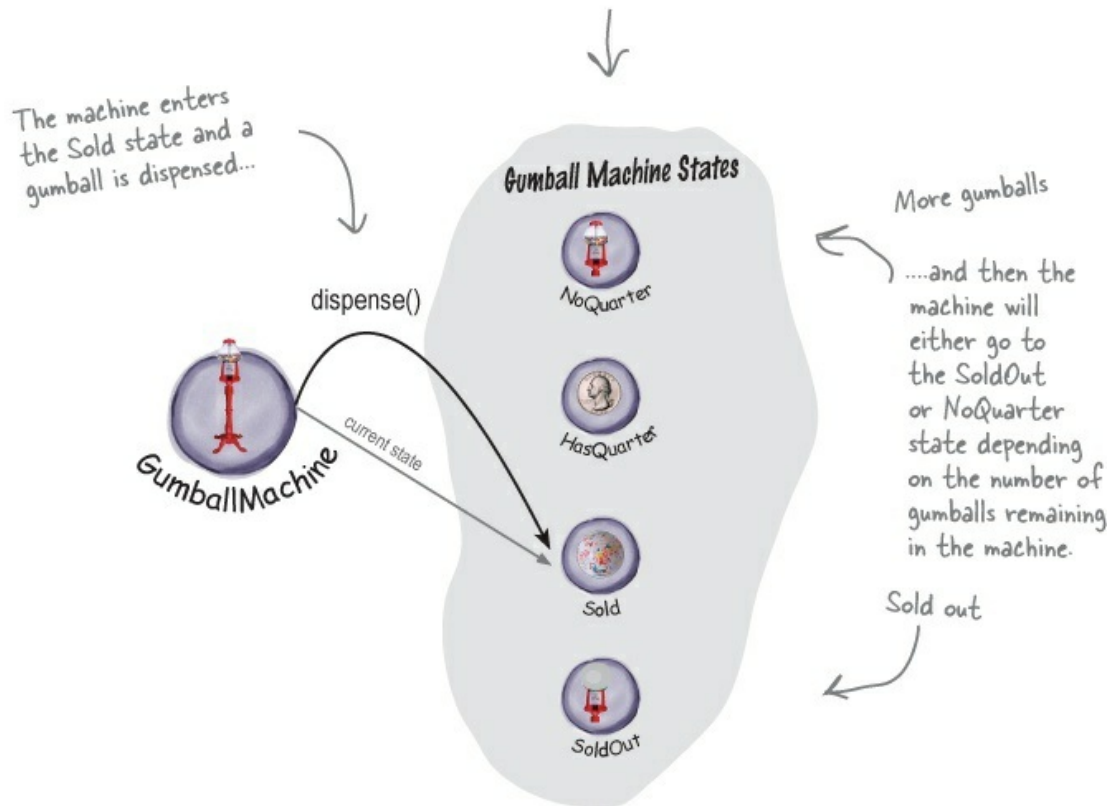 The machine enters
the Sold state and a
gumball is dispensed...
Gumball Machine States
NoQuarter
dispense()
HasQuarter
GumballMachine
current state
Sold
SoldOut
More gumballs
....and then the
machine will
either go to
the SoldOut
or NoQuarter
state depending
on the number of
gumballs remaining
in the machine.
Sold out